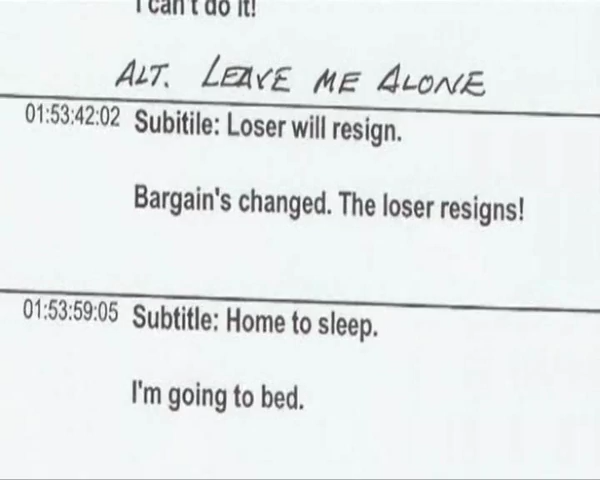 I can't do it!
ALT. LEAVE ME ALONE
01:53:42:02 Subitile: Loser will resign.
Bargain's changed. The loser resigns!
01:53:59:05 Subtitle: Home to sleep.
I'm going to bed.